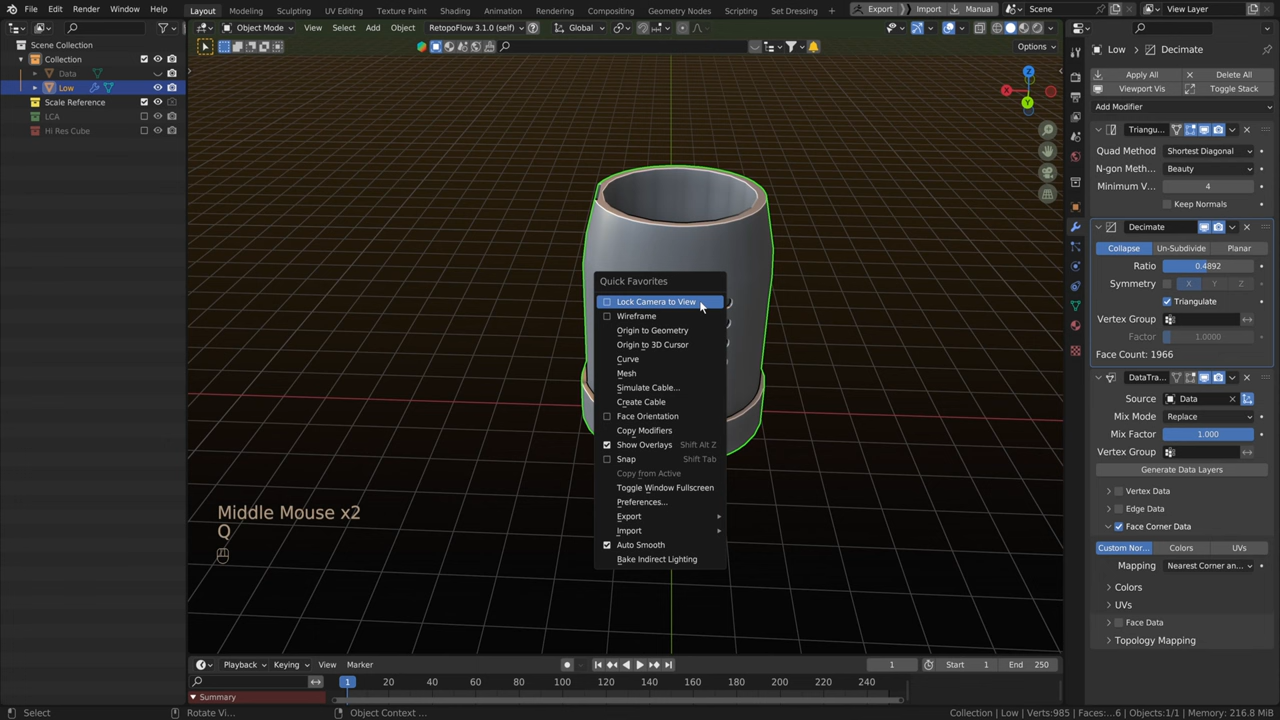 File Edit Render Window Help
Layout Modeling Sculpting UV Editing Texture Paint Shading Animation Rendering Compositing Geometry Nodes Scripting Set Dressing
Export Import Manual Scene View Layer
Object Mode View Select Add Object RetopoFlow 3.1.0 (self) Global
Options
Scene Collection
Collection
Data
Low
Scale Reference
LCA
Hi Res Cube
Z
X
Y
Quick Favorites
Lock Camera to View
Wireframe
Origin to Geometry
Origin to 3D Cursor
Curve
Mesh
Simulate Cable...
Create Cable
Face Orientation
Copy Modifiers
Show Overlays Shift Alt Z
Snap Shift Tab
Copy from Active
Toggle Window Fullscreen
Preferences...
Export
Import
Auto Smooth
Bake Indirect Lighting
Middle Mouse x2
Q
Low Decimate
Apply All Delete All
Viewport Vis Toggle Stack
Add Modifier
Triangu...
Quad Method Shortest Diagonal
N-gon Meth... Beauty
Minimum V... 4
Keep Normals
Decimate
Collapse Un-Subdivide Planar
Ratio 0.4892
Symmetry X Y Z
Triangulate
Vertex Group
Factor 1.0000
Face Count: 1966
DataTra...
Source Data
Mix Mode Replace
Mix Factor 1.000
Vertex Group
Generate Data Layers
Vertex Data
Edge Data
Face Corner Data
Custom Nor... Colors UVs
Mapping Nearest Corner an...
Colors
UVs
Face Data
Topology Mapping
Playback Keying View Marker
1 Start 1 End 250
1 20 40 60 80 100 120 140 160 180 200 220 240
Summary
Select Rotate Vi... Object Context ...
Collection | Low | Verts:985 | Faces:...6 | Objects:1/1 | Memory: 216.8 MiB